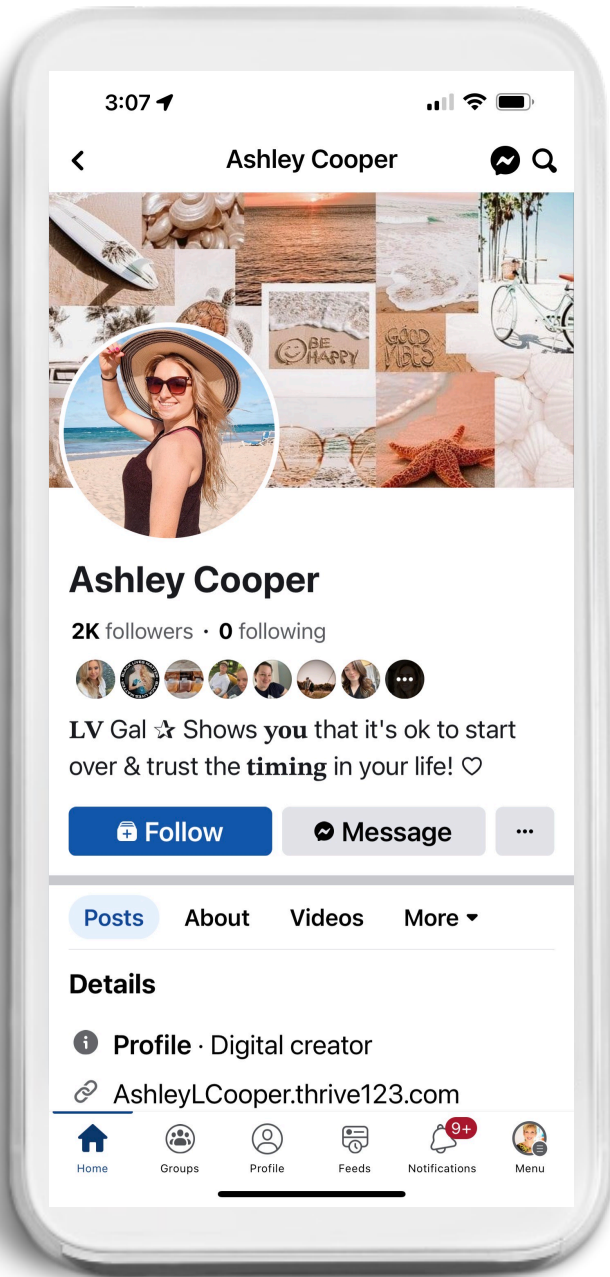 3:07
Ashley Cooper
BE
HAPPY
GOOD
VIBES
Ashley Cooper
2K followers · 0 following
LV Gal ✰ Shows you that it's ok to start
over & trust the timing in your life! ♡
Follow
Message
Posts About Videos More
Details
Profile · Digital creator
AshleyLCooper.thrive123.com
9+
Home Groups Profile Feeds Notifications Menu